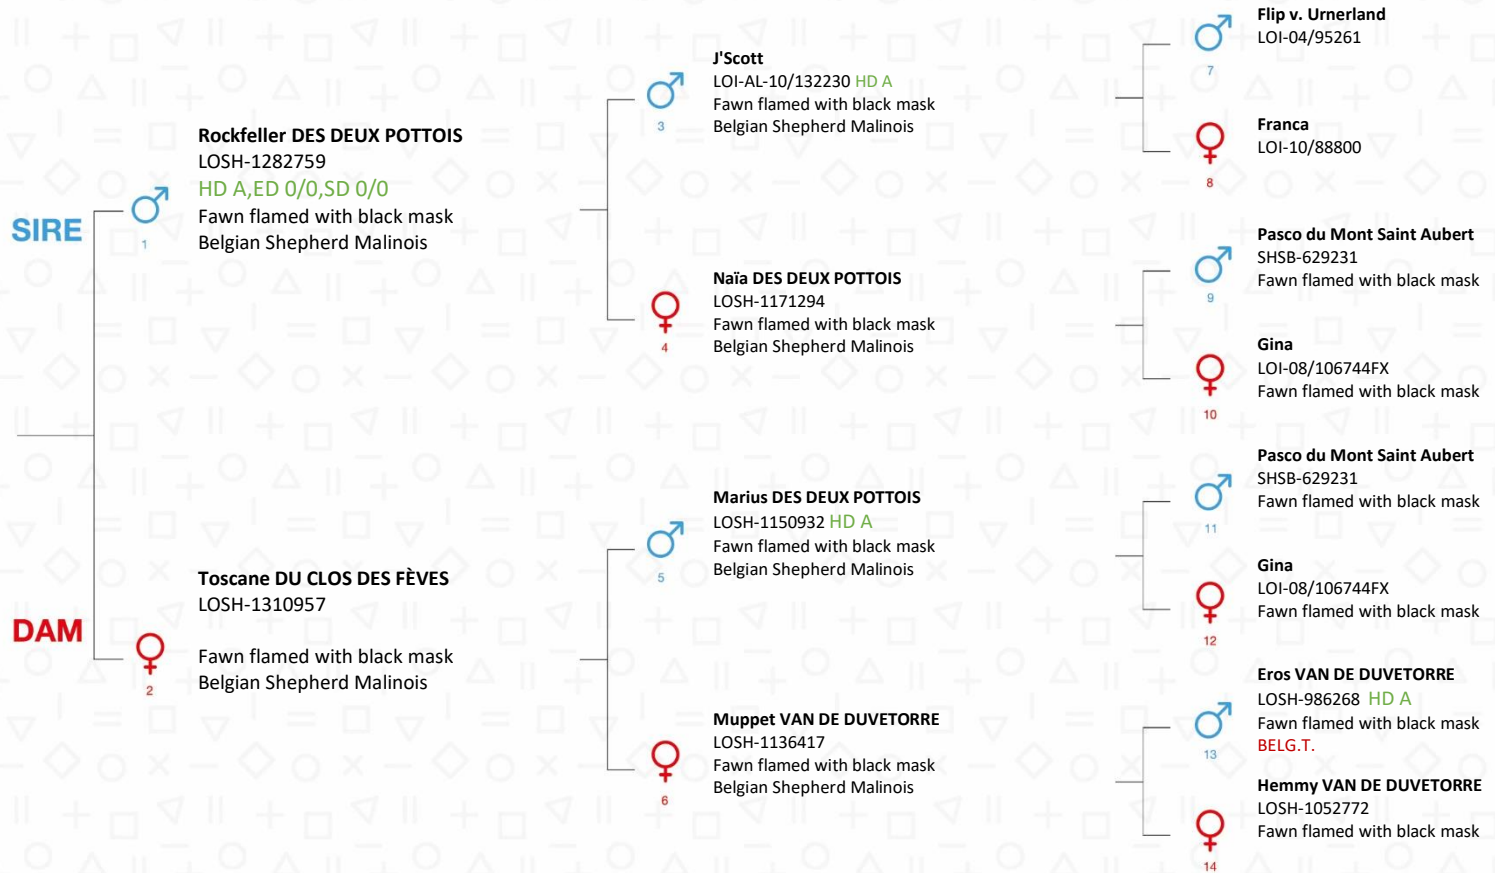 SIRE
1
Rockfeller DES DEUX POTTOIS
LOSH-1282759
HD A,ED 0/0,SD 0/0
Fawn flamed with black mask
Belgian Shepherd Malinois
DAM
2
Toscane DU CLOS DES FÈVES
LOSH-1310957
Fawn flamed with black mask
Belgian Shepherd Malinois
3
J'Scott
LOI-AL-10/132230 HD A
Fawn flamed with black mask
Belgian Shepherd Malinois
4
Naïa DES DEUX POTTOIS
LOSH-1171294
Fawn flamed with black mask
Belgian Shepherd Malinois
5
Marius DES DEUX POTTOIS
LOSH-1150932 HD A
Fawn flamed with black mask
Belgian Shepherd Malinois
6
Muppet VAN DE DUVETORRE
LOSH-1136417
Fawn flamed with black mask
Belgian Shepherd Malinois
7
Flip v. Urnerland
LOI-04/95261
8
Franca
LOI-10/88800
9
Pasco du Mont Saint Aubert
SHSB-629231
Fawn flamed with black mask
10
Gina
LOI-08/106744FX
Fawn flamed with black mask
11
Pasco du Mont Saint Aubert
SHSB-629231
Fawn flamed with black mask
12
Gina
LOI-08/106744FX
Fawn flamed with black mask
13
Eros VAN DE DUVETORRE
LOSH-986268 HD A
Fawn flamed with black mask
BELG.T.
14
Hemmy VAN DE DUVETORRE
LOSH-1052772
Fawn flamed with black mask